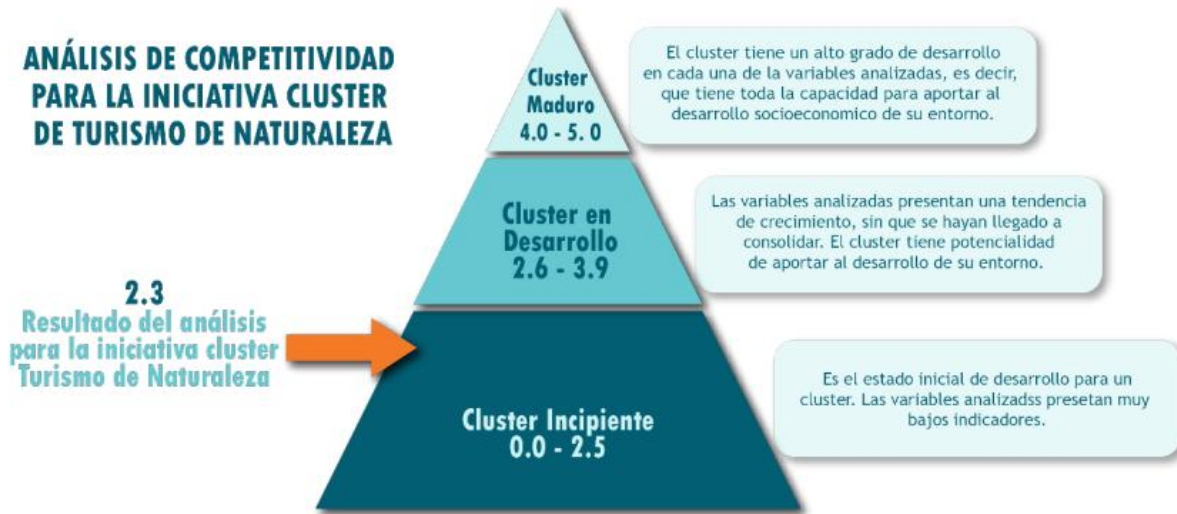 ANÁLISIS DE COMPETITIVIDAD
PARA LA INICIATIVA CLUSTER
DE TURISMO DE NATURALEZA
Cluster
Maduro
4.0 - 5. 0
El cluster tiene un alto grado de desarrollo
en cada una de la variables analizadas, es decir,
que tiene toda la capacidad para aportar al
desarrollo socioeconomico de su entorno.
Cluster en
Desarrollo
2.6 - 3.9
Las variables analizadas presentan una tendencia
de crecimiento, sin que se hayan llegado a
consolidar. El cluster tiene potencialidad
de aportar al desarrollo de su entorno.
2.3
Resultado del análisis
para la iniciativa cluster
Turismo de Naturaleza
Cluster Incipiente
0.0 - 2.5
Es el estado inicial de desarrollo para un
cluster. Las variables analizadss presetan muy
bajos indicadores.